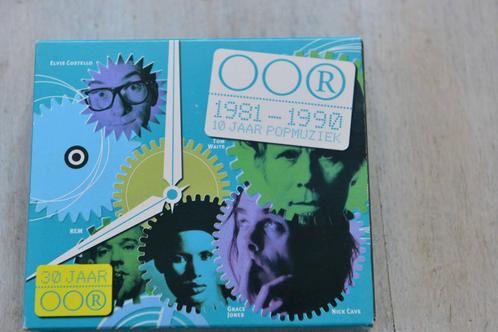 ELVIS COSTELLO
OOR
1981 – 1990
10 JAAR POPMUZIEK
TOM
WAITS
REM
30 JAAR
OOR
GRACE
JONES
NICK CAVE